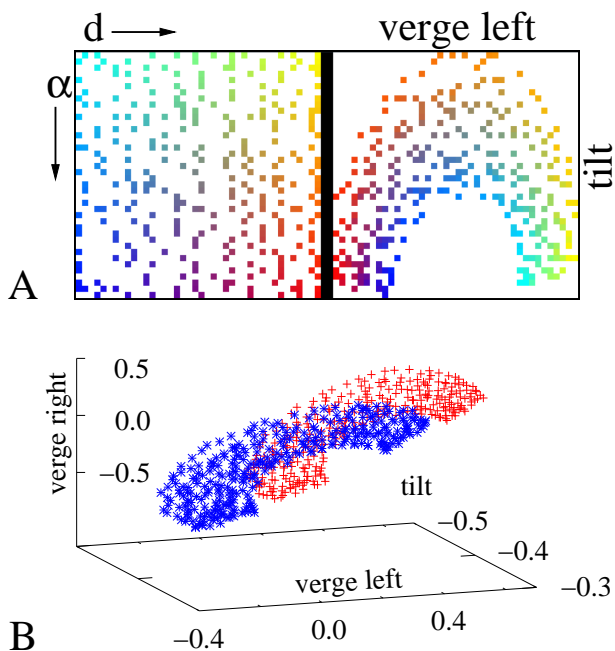 d verge left
α
tilt
A
0.5
0.0
−0.5
verge right
tilt
−0.5
−0.4
−0.3
verge left
−0.4 0.0 0.4
B